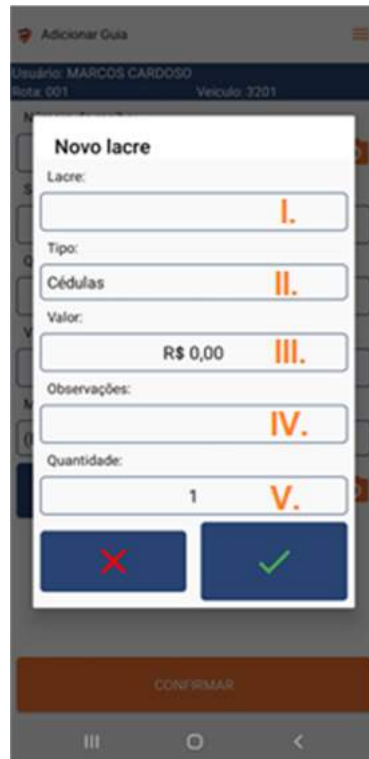 Adicionar Guia
Usuário: MARCOS CARDOSO
Rota: 001 Veículo: 3201
Novo lacre
Lacre:
I.
Tipo:
Cédulas II.
Valor:
R$ 0,00 III.
Observações:
IV.
Quantidade:
1 V.
CONFIRMAR